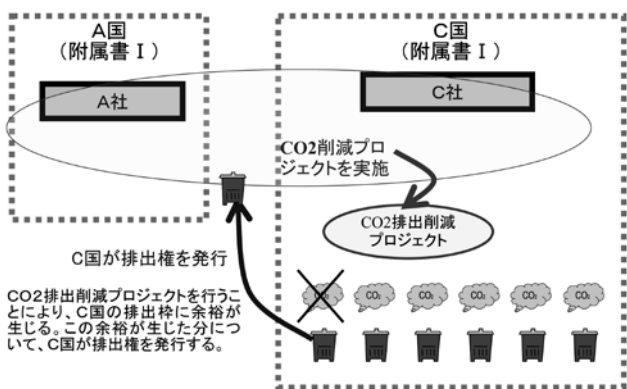 A国
（附属書Ⅰ）
C国
（附属書Ⅰ）
A社
C社
CO2削減プロ
ジェクトを実施
CO2排出削減
プロジェクト
C国が排出権を発行
CO2排出削減プロジェクトを行うこ
とにより、C国の排出枠に余裕が
生じる。この余裕が生じた分につ
いて、C国が排出権を発行する。
CO₂ CO₂ CO₂ CO₂ CO₂ CO₂